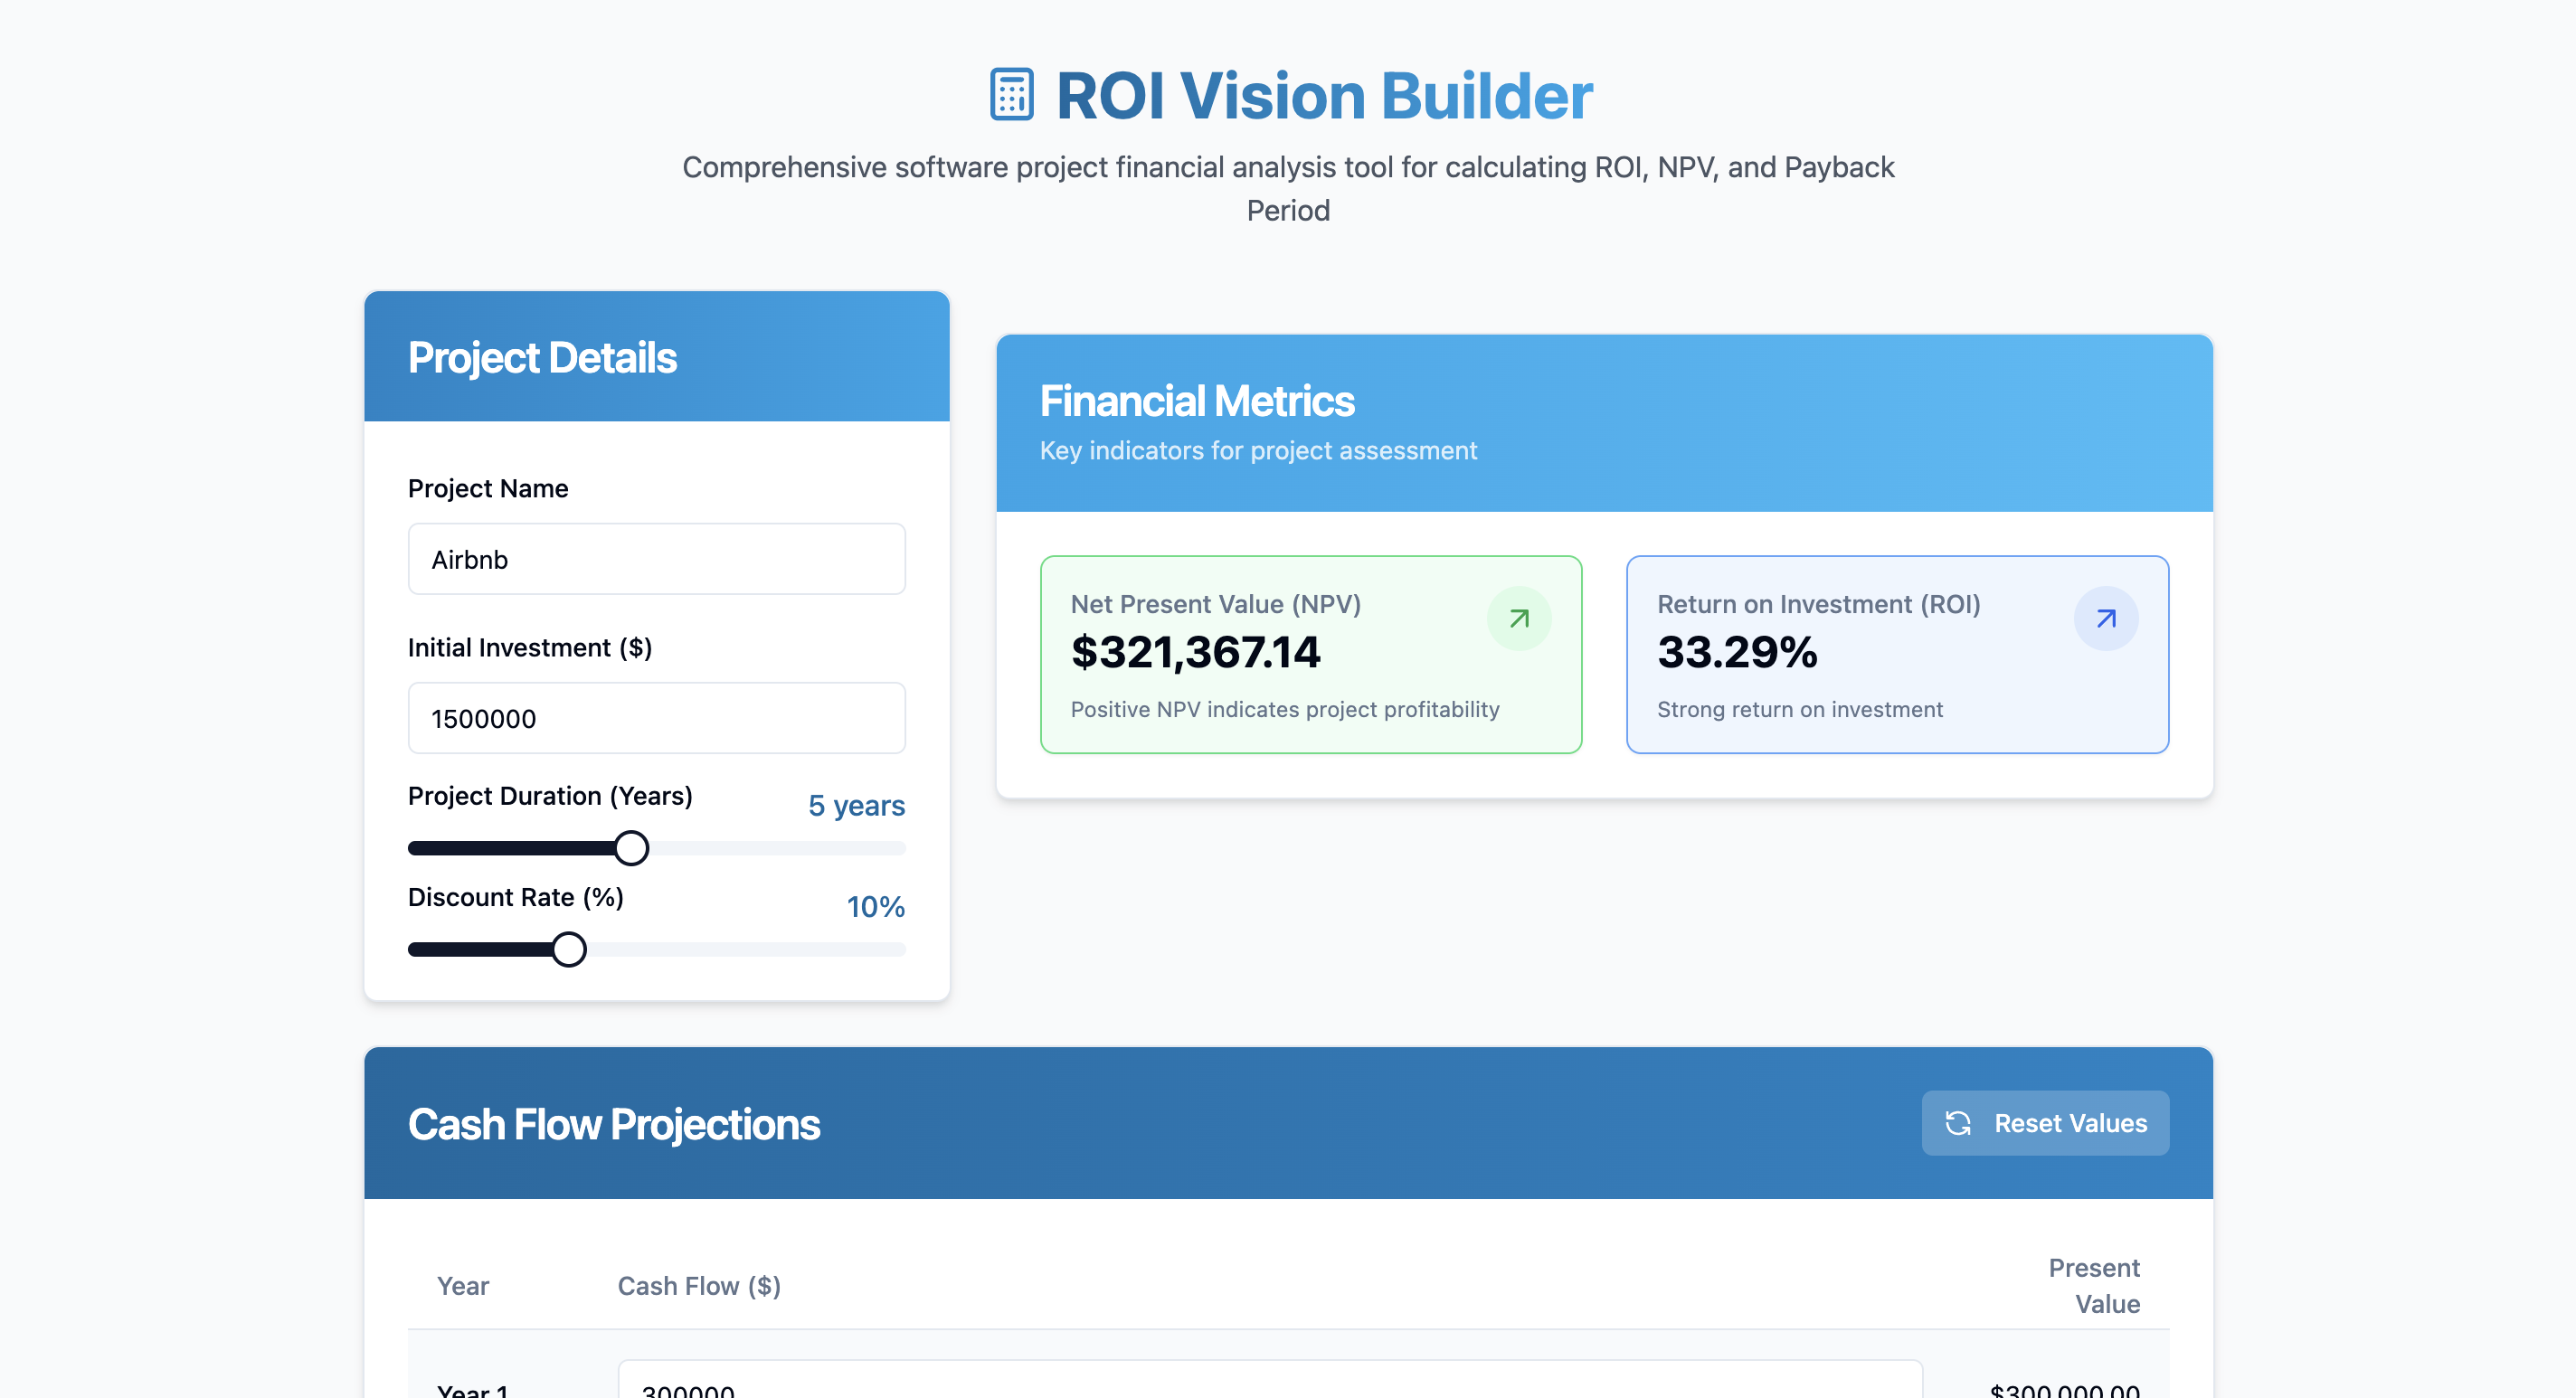 ROI Vision Builder
Comprehensive software project financial analysis tool for calculating ROI, NPV, and Payback
Period
Project Details
Project Name
Airbnb
Initial Investment ($)
1500000
Project Duration (Years)
5 years
Discount Rate (%)
10%
Financial Metrics
Key indicators for project assessment
Net Present Value (NPV)
$321,367.14
Positive NPV indicates project profitability
Return on Investment (ROI)
33.29%
Strong return on investment
Cash Flow Projections
Reset Values
Year
Cash Flow ($)
Present
Value
Year 1
300000
$300,000.00